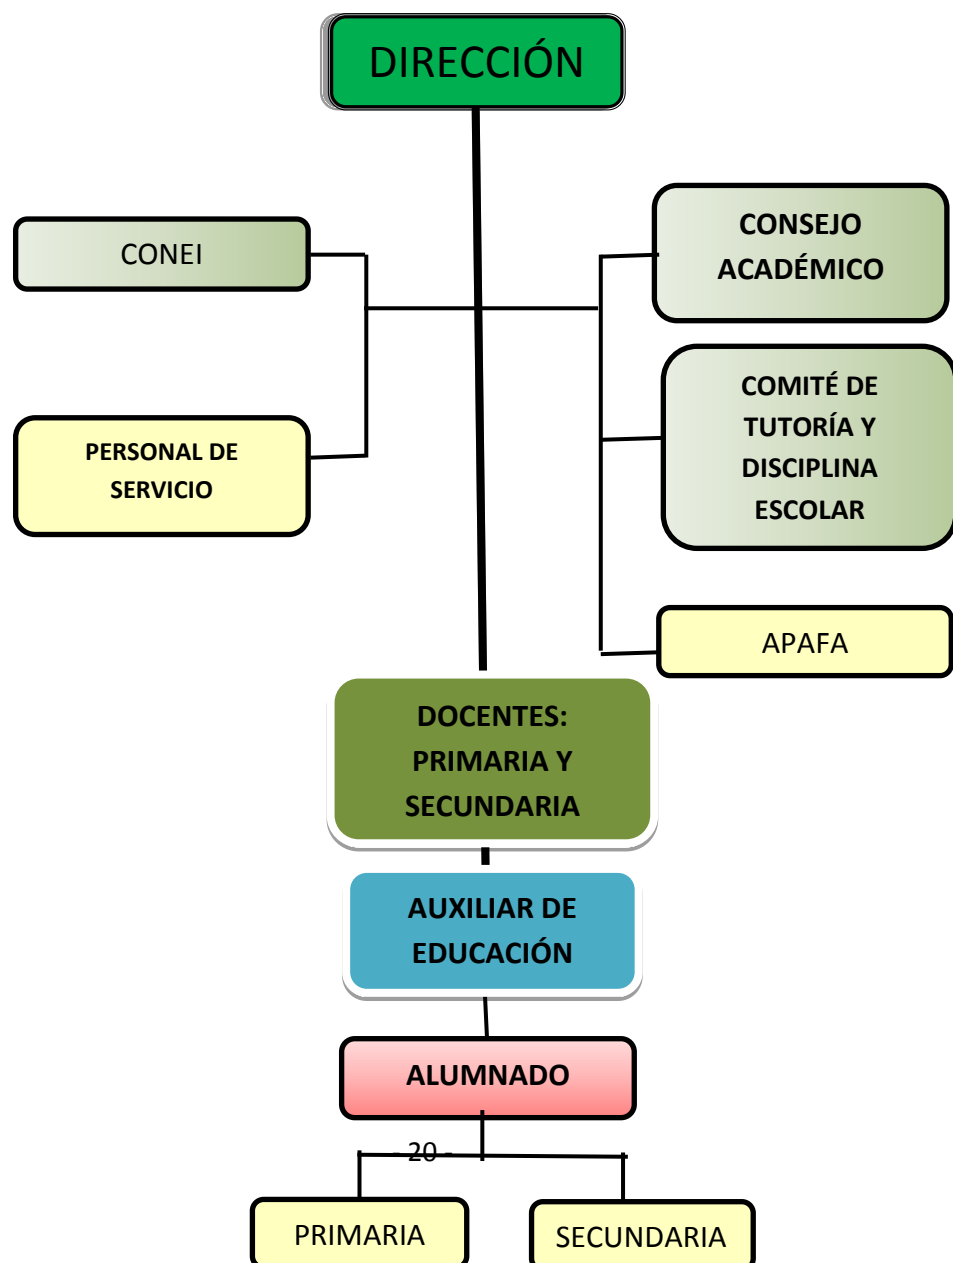 DIRECCIÓN
CONEI
CONSEJO
ACADÉMICO
COMITÉ DE
TUTORÍA Y
DISCIPLINA
ESCOLAR
PERSONAL DE
SERVICIO
APAFA
DOCENTES:
PRIMARIA Y
SECUNDARIA
AUXILIAR DE
EDUCACIÓN
ALUMNADO
- 20 -
PRIMARIA
SECUNDARIA